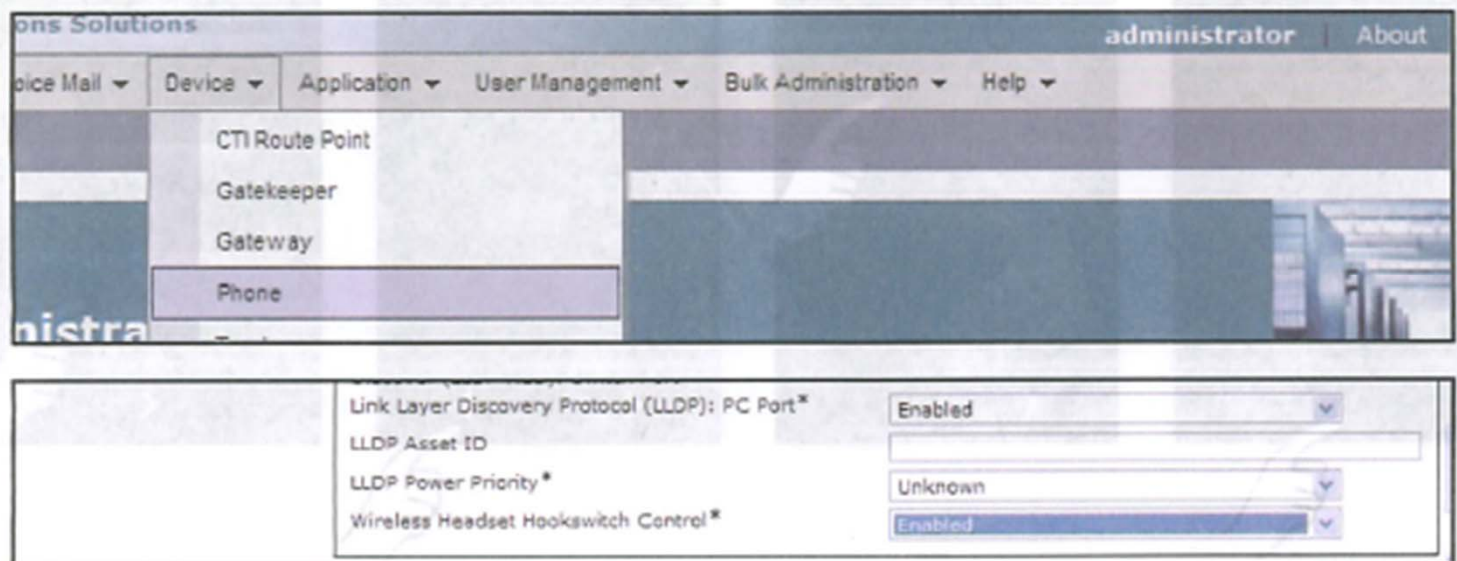 ons Solutions
administrator | About
oice Mail Device Application User Management Bulk Administration Help
CTI Route Point
Gatekeeper
Gateway
Phone
nistra
Link Layer Discovery Protocol (LLDP): PC Port* Enabled
LLDP Asset ID
LLDP Power Priority* Unknown
Wireless Headset Hookswitch Control* Enabled